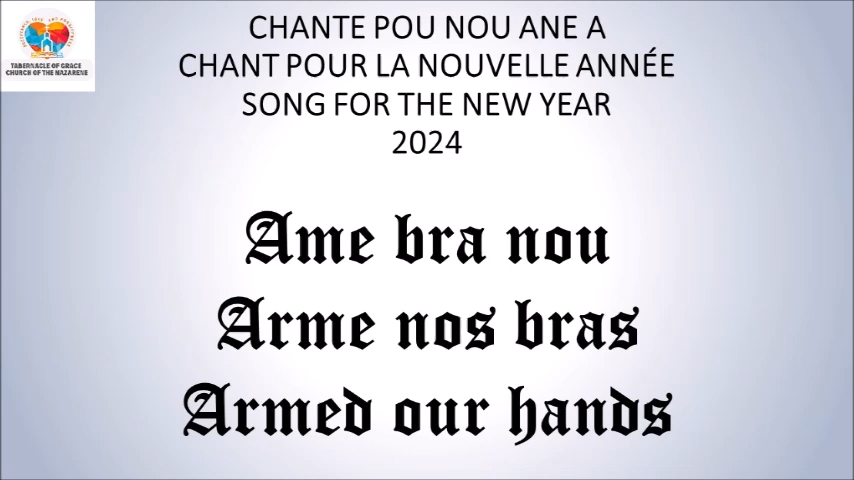 TABERNACLE OF GRACE
CHURCH OF THE NAZARENE
CHANTE POU NOU ANE A
CHANT POUR LA NOUVELLE ANNÉE
SONG FOR THE NEW YEAR
2024
Ame bra nou
Arme nos bras
Armed our hands